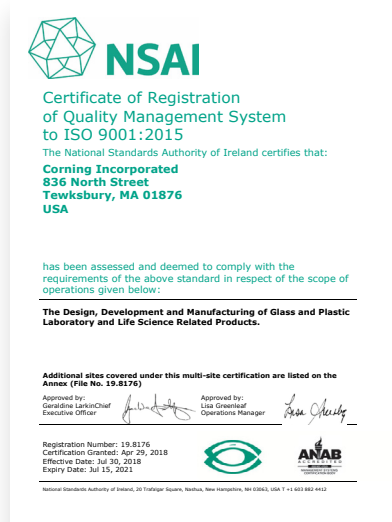 NSAI
Certificate of Registration
of Quality Management System
to ISO 9001:2015
The National Standards Authority of Ireland certifies that:
Corning Incorporated
836 North Street
Tewksbury, MA 01876
USA
has been assessed and deemed to comply with the
requirements of the above standard in respect of the scope of
operations given below:
The Design, Development and Manufacturing of Glass and Plastic
Laboratory and Life Science Related Products.
Additional sites covered under this multi-site certification are listed on the
Annex (File No. 19.8176)
Approved by:
Geraldine LarkinChief
Executive Officer
Approved by:
Lisa Greenleaf
Operations Manager
Registration Number: 19.8176
Certification Granted: Apr 29, 2018
Effective Date: Jul 30, 2018
Expiry Date: Jul 15, 2021
ANAB
ACCREDITED
MANAGEMENT SYSTEMS
CERTIFICATION BODY
National Standards Authority of Ireland, 20 Trafalgar Square, Nashua, New Hampshire, NH 03063, USA T +1 603 882 4412